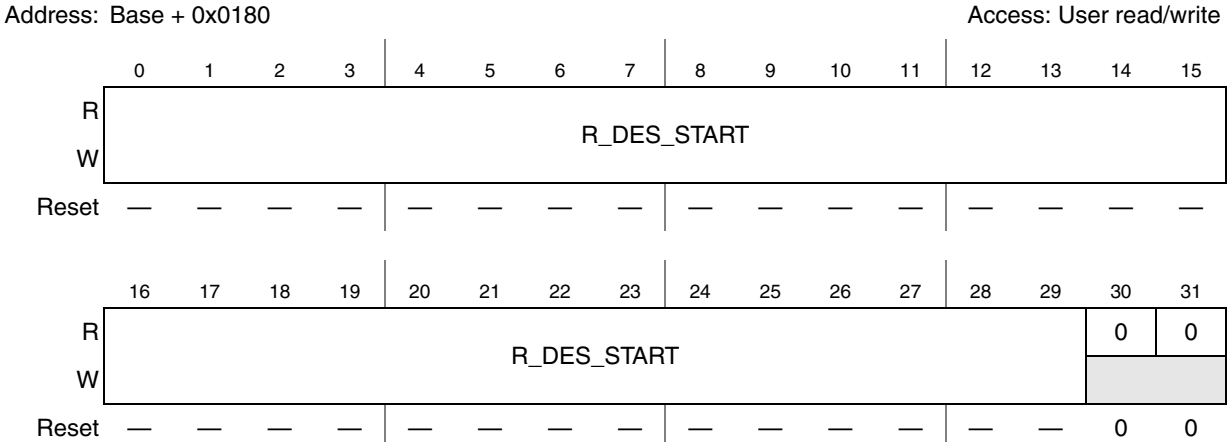 Address: Base + 0x0180 Access: User read/write
0 1 2 3 4 5 6 7 8 9 10 11 12 13 14 15
R
R_DES_START
W
Reset — — — — — — — — — — — — — — — —
16 17 18 19 20 21 22 23 24 25 26 27 28 29 30 31
R 0 0
R_DES_START
W
Reset — — — — — — — — — — — — — — 0 0